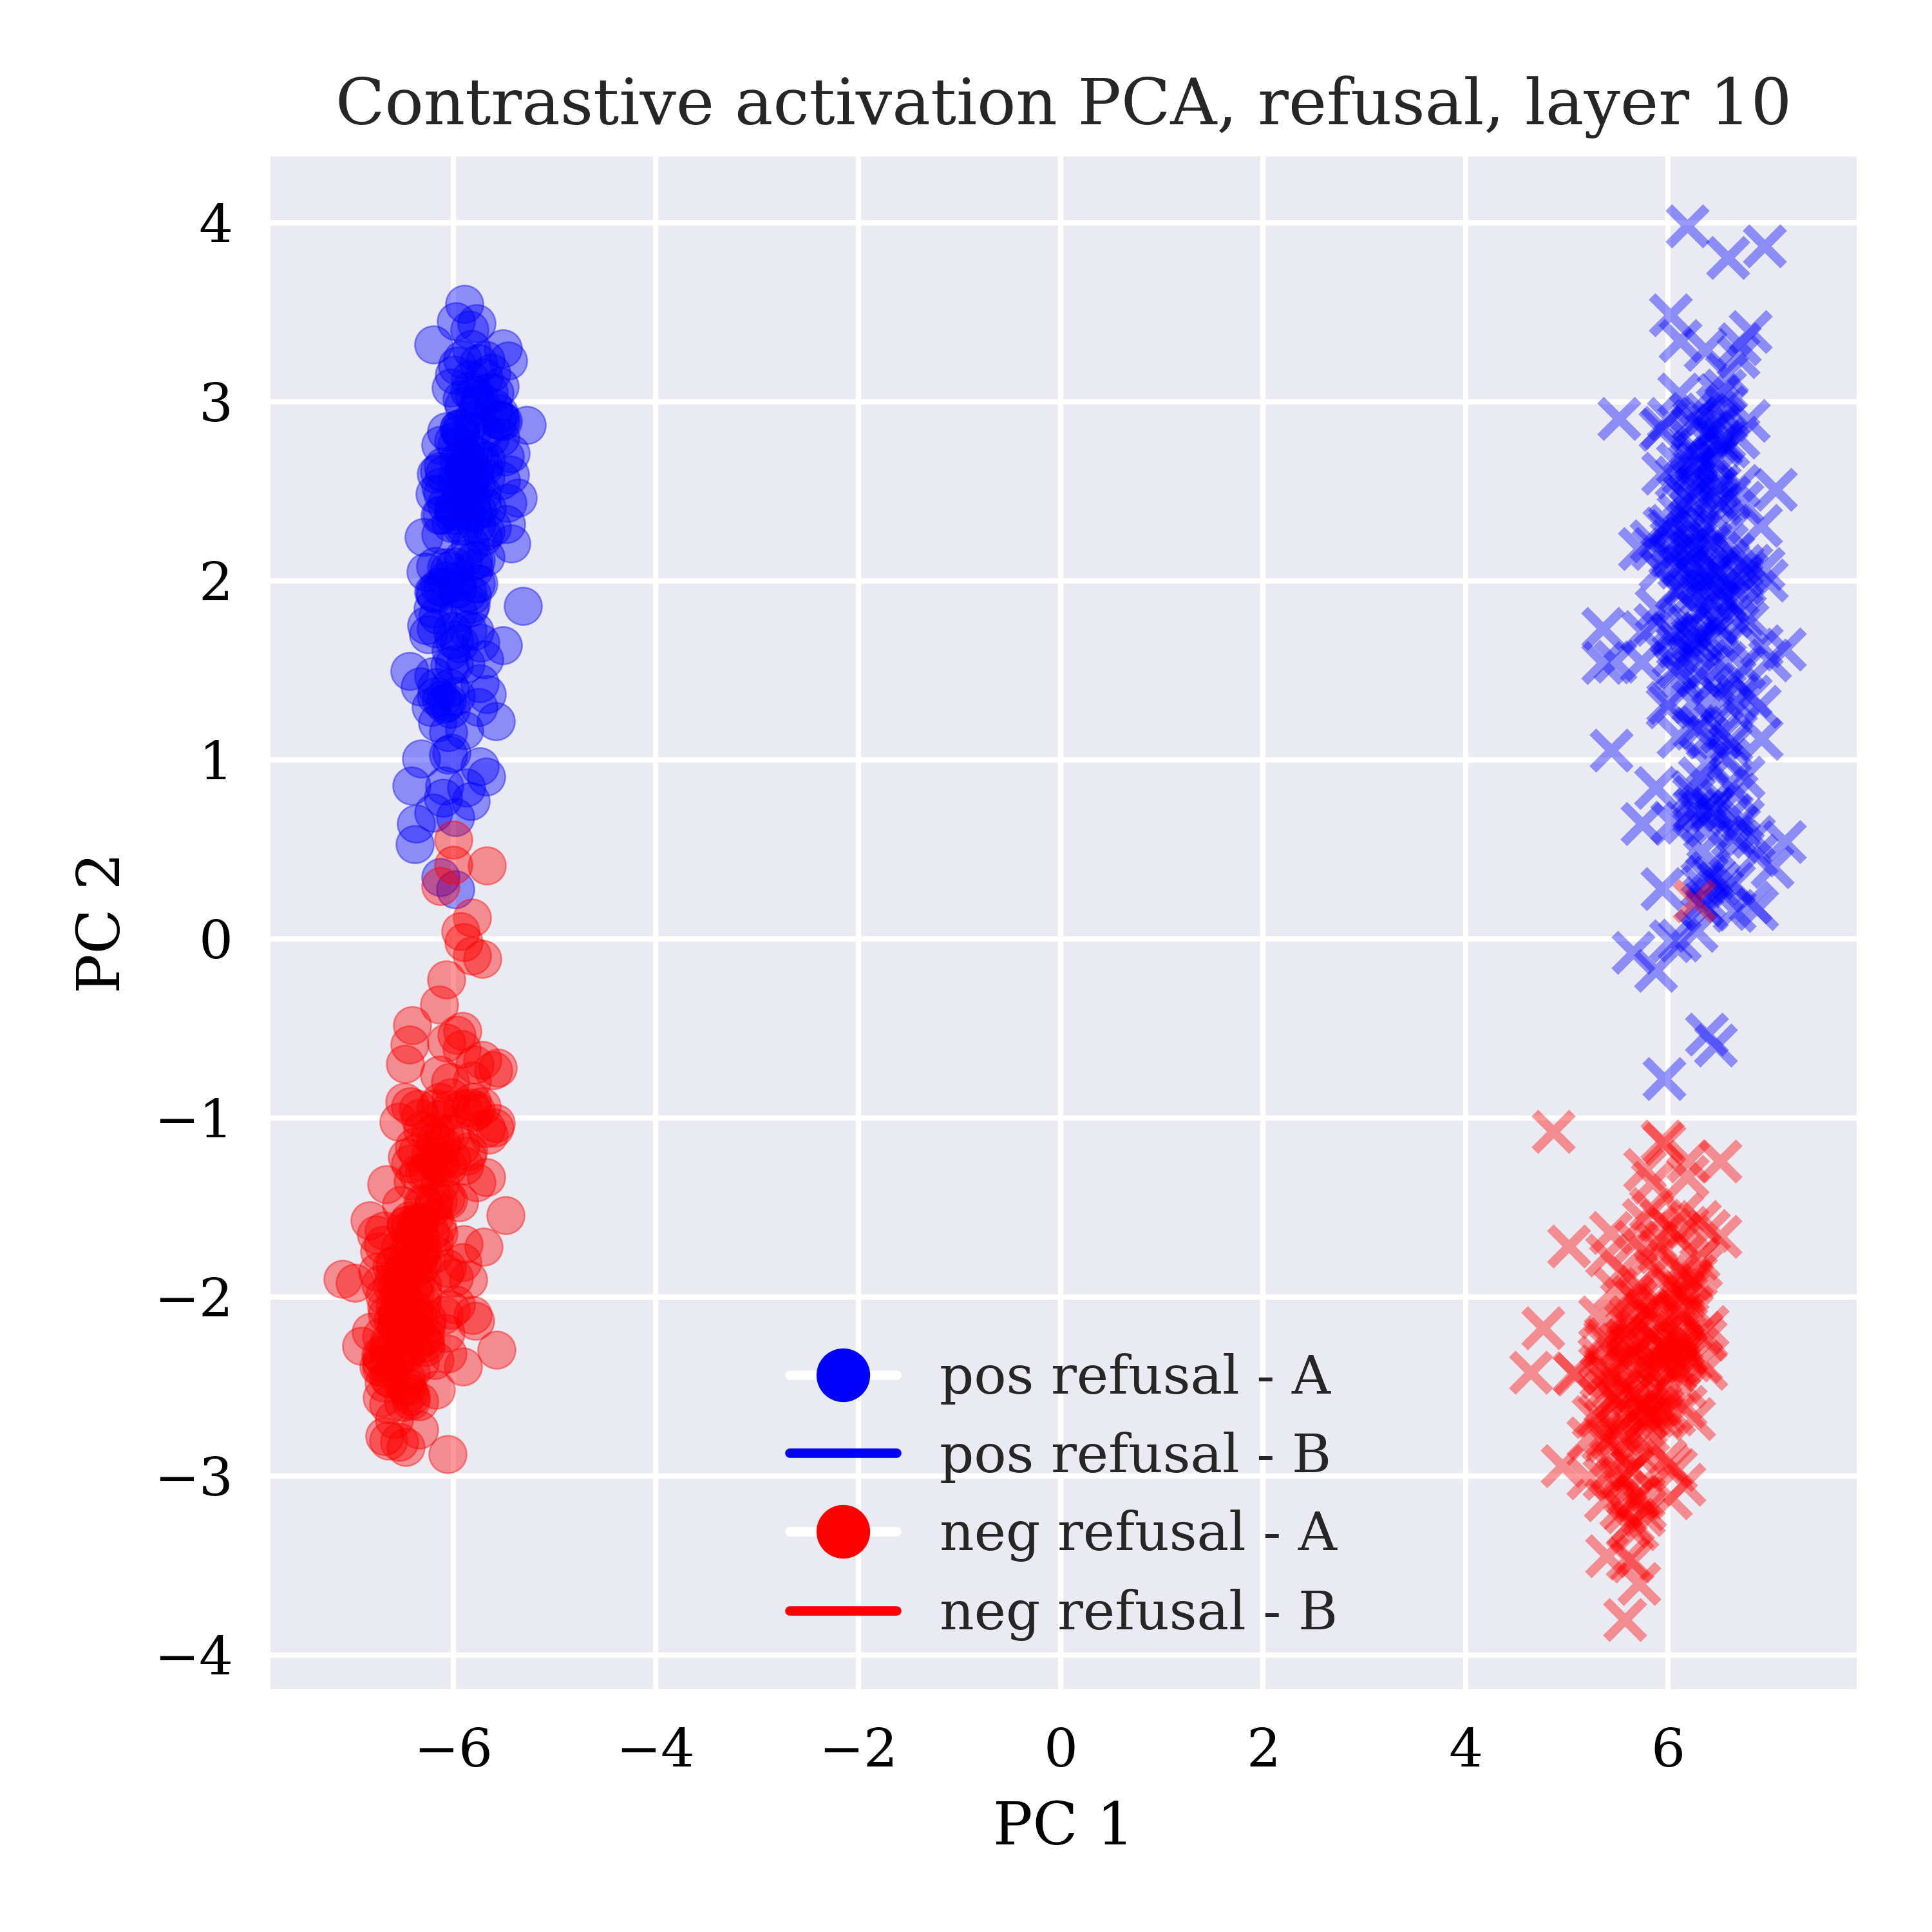 Contrastive activation PCA, refusal, layer 10
4
3
2
1
0
−1
−2
−3
−4
PC 2
pos refusal - A
pos refusal - B
neg refusal - A
neg refusal - B
−6 −4 −2 0 2 4 6
PC 1